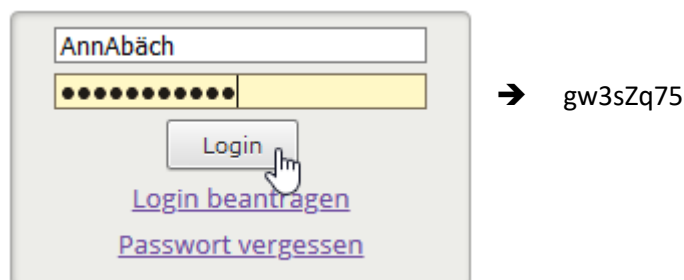 AnnAbäch
●●●●●●●●●●● ➔ gw3sZq75
Login
Login beantragen
Passwort vergessen